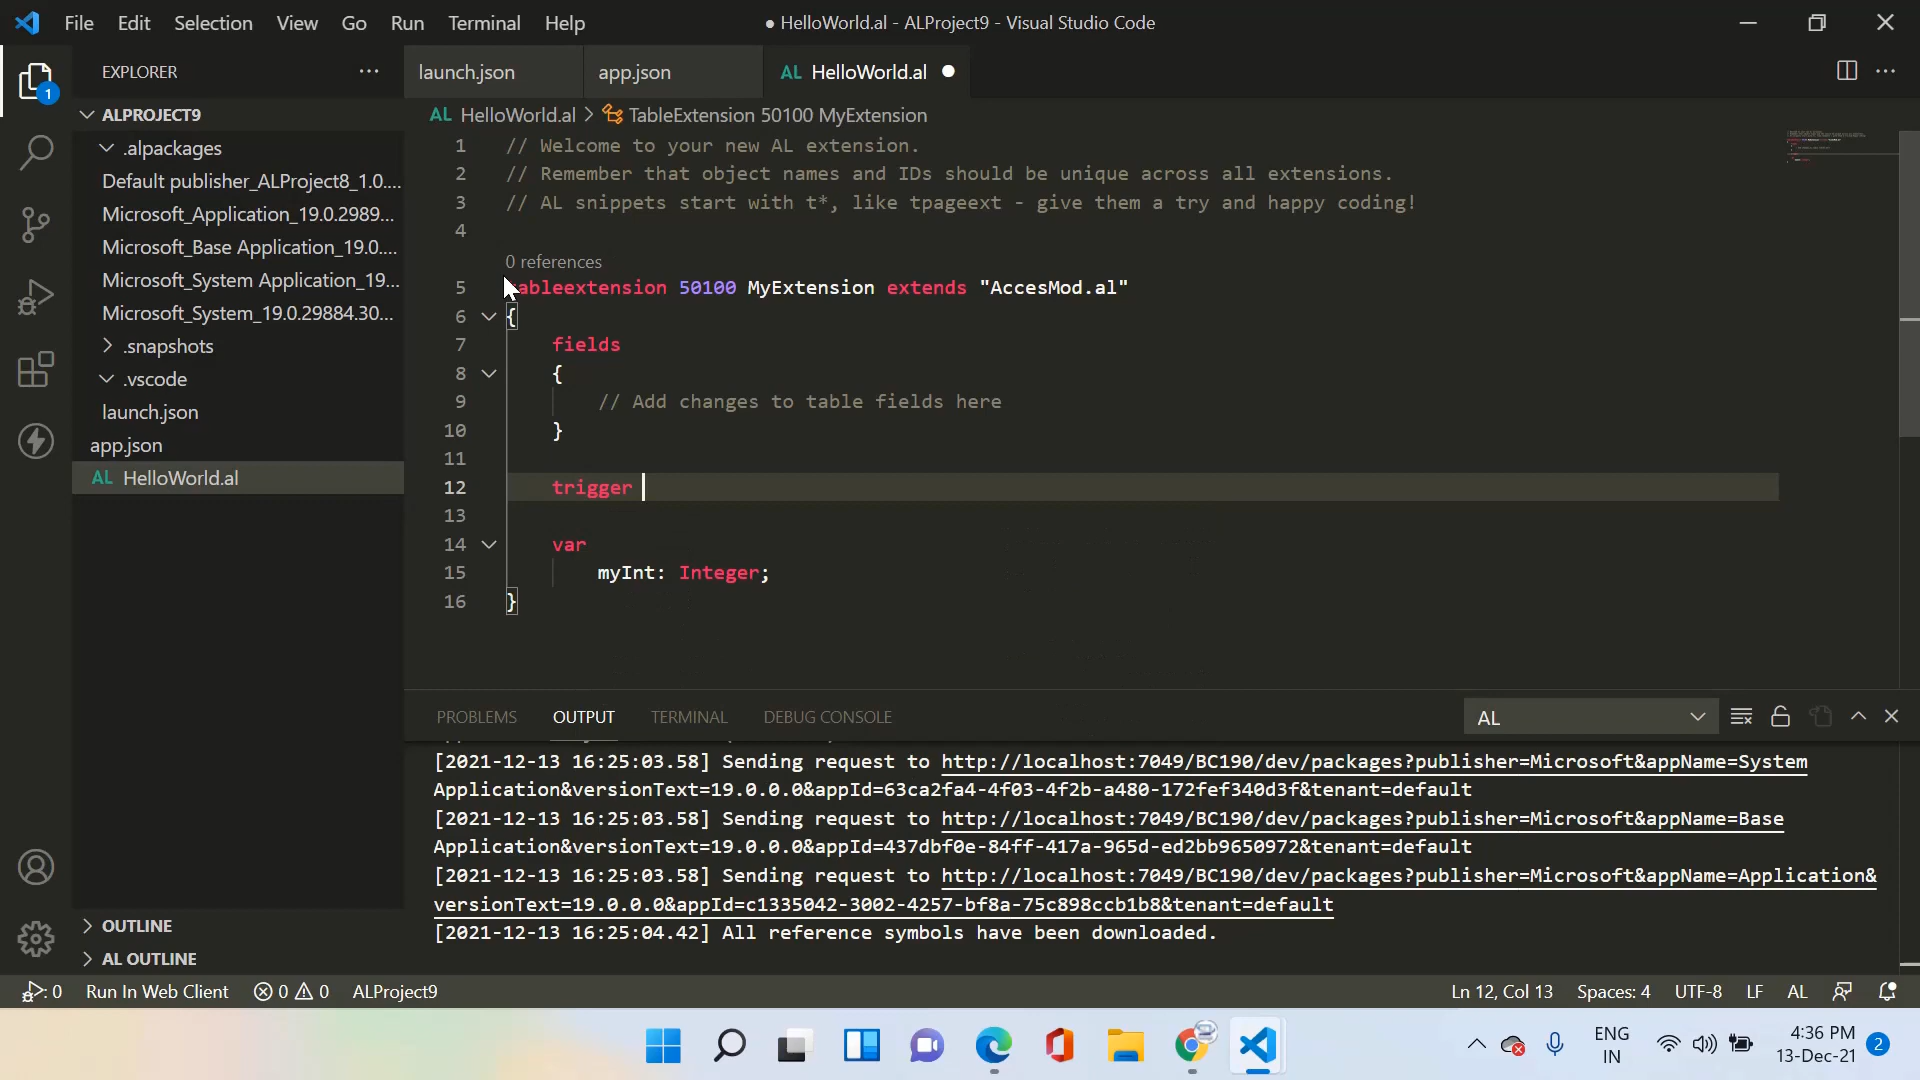 File Edit Selection View Go Run Terminal Help ● HelloWorld.al - ALProject9 - Visual Studio Code
EXPLORER ···
launch.json app.json AL HelloWorld.al
1
ALPROJECT9
.alpackages
Default publisher_ALProject8_1.0....
Microsoft_Application_19.0.2989...
Microsoft_Base Application_19.0....
Microsoft_System Application_19...
Microsoft_System_19.0.29884.30...
.snapshots
.vscode
launch.json
app.json
AL HelloWorld.al
OUTLINE
AL OUTLINE
AL HelloWorld.al > TableExtension 50100 MyExtension
1 // Welcome to your new AL extension.
2 // Remember that object names and IDs should be unique across all extensions.
3 // AL snippets start with t*, like tpageext - give them a try and happy coding!
4
0 references
5 tableextension 50100 MyExtension extends "AccesMod.al"
6 {
7 fields
8 {
9 // Add changes to table fields here
10 }
11
12 trigger
13
14 var
15 myInt: Integer;
16 }
PROBLEMS OUTPUT TERMINAL DEBUG CONSOLE AL
[2021-12-13 16:25:03.58] Sending request to http://localhost:7049/BC190/dev/packages?publisher=Microsoft&appName=System
Application&versionText=19.0.0.0&appId=63ca2fa4-4f03-4f2b-a480-172fef340d3f&tenant=default
[2021-12-13 16:25:03.58] Sending request to http://localhost:7049/BC190/dev/packages?publisher=Microsoft&appName=Base
Application&versionText=19.0.0.0&appId=437dbf0e-84ff-417a-965d-ed2bb9650972&tenant=default
[2021-12-13 16:25:03.58] Sending request to http://localhost:7049/BC190/dev/packages?publisher=Microsoft&appName=Application&
versionText=19.0.0.0&appId=c1335042-3002-4257-bf8a-75c898ccb1b8&tenant=default
[2021-12-13 16:25:04.42] All reference symbols have been downloaded.
: 0 Run In Web Client 0 0 ALProject9 Ln 12, Col 13 Spaces: 4 UTF-8 LF AL
ENG
IN
4:36 PM
13-Dec-21
2